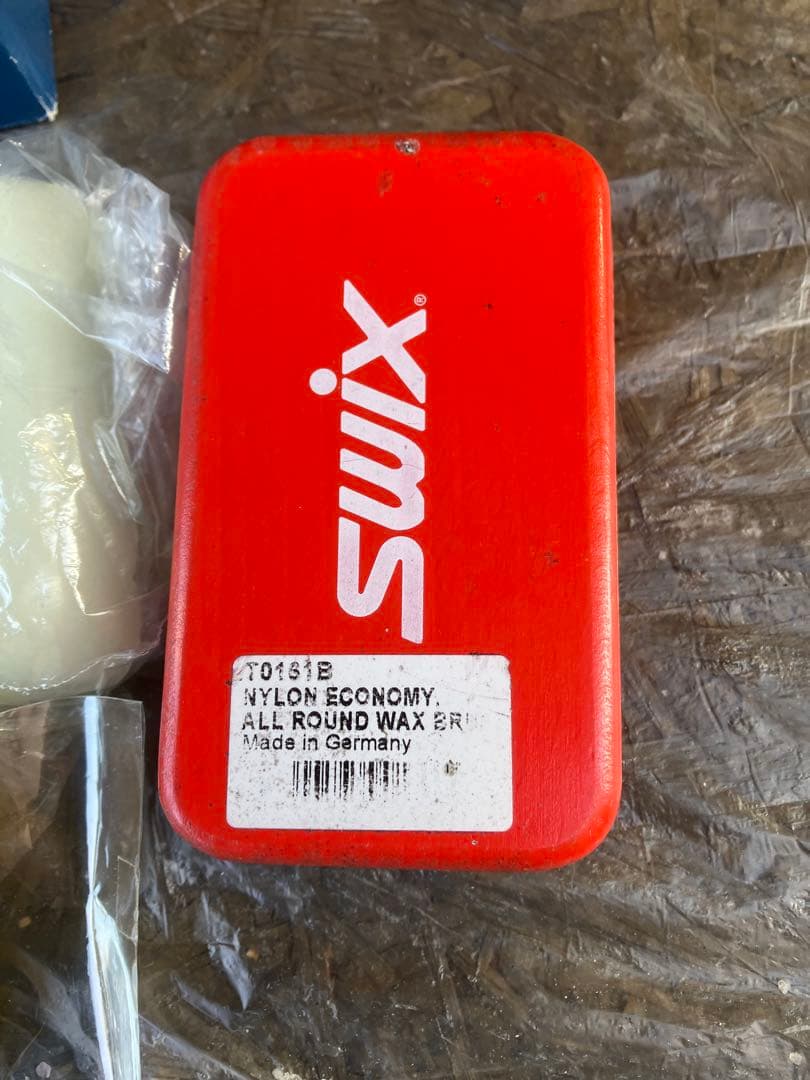 SWIX®
T0161B
NYLON ECONOMY.
ALL ROUND WAX
Made in Germany